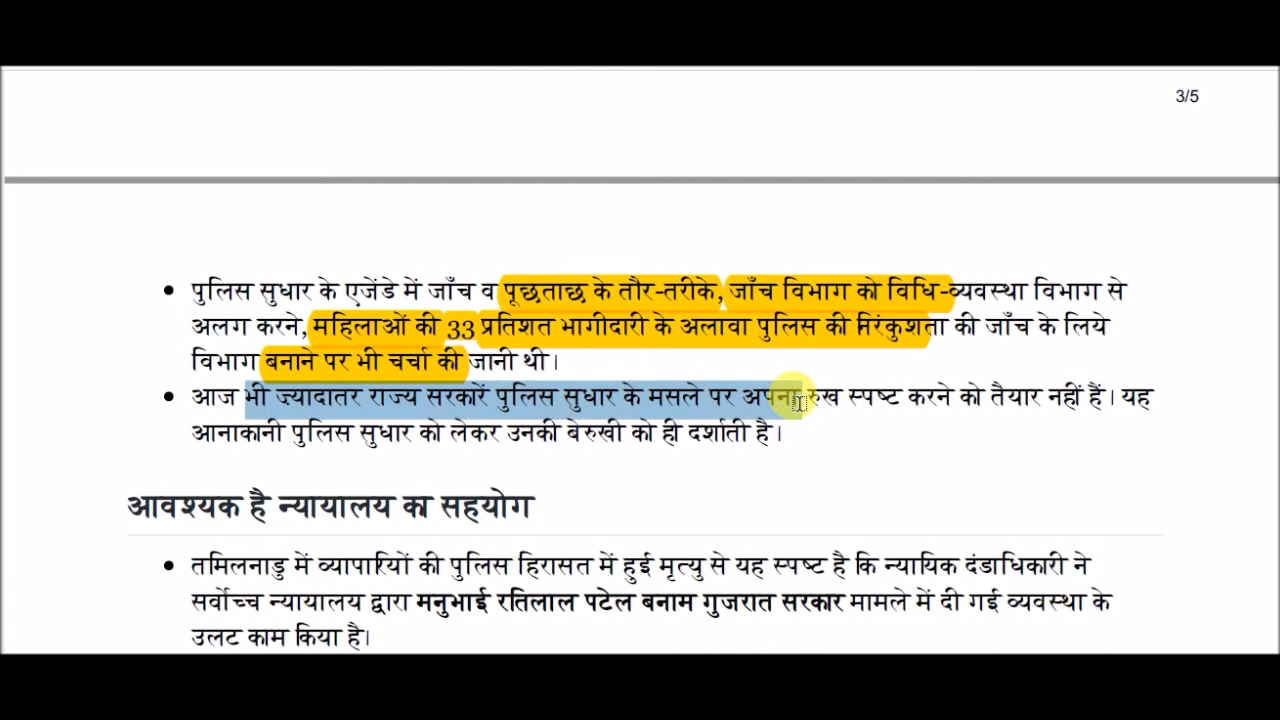 3/5
पुलिस सुधार के एजेंडे में जाँच व पूछताछ के तौर-तरीके, जाँच विभाग को विधि-व्यवस्था विभाग से
अलग करने, महिलाओं की 33 प्रतिशत भागीदारी के अलावा पुलिस की निरंकुशता की जाँच के लिये
विभाग बनाने पर भी चर्चा की जानी थी।
आज भी ज्यादातर राज्य सरकारें पुलिस सुधार के मसले पर अपना रुख स्पष्ट करने को तैयार नहीं हैं। यह
आनाकानी पुलिस सुधार को लेकर उनकी बेरुखी को ही दर्शाती है।
आवश्यक है न्यायालय का सहयोग
तमिलनाडु में व्यापारियों की पुलिस हिरासत में हुई मृत्यु से यह स्पष्ट है कि न्यायिक दंडाधिकारी ने
सर्वोच्च न्यायालय द्वारा मनुभाई रतिलाल पटेल बनाम गुजरात सरकार मामले में दी गई व्यवस्था के
उलट काम किया है।